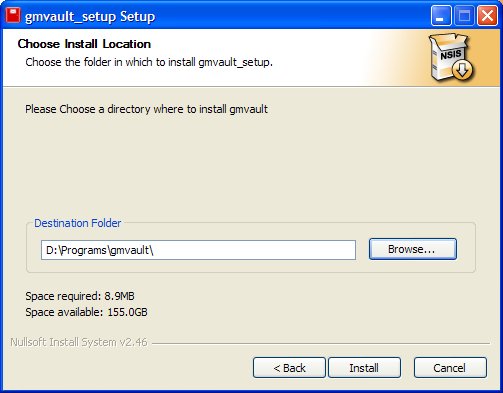 gmvault_setup Setup
Choose Install Location
Choose the folder in which to install gmvault_setup.
NSIS
Please Choose a directory where to install gmvault
Destination Folder
D:\Programs\gmvault\
Browse...
Space required: 8.9MB
Space available: 155.0GB
Nullsoft Install System v2.46
< Back
Install
Cancel